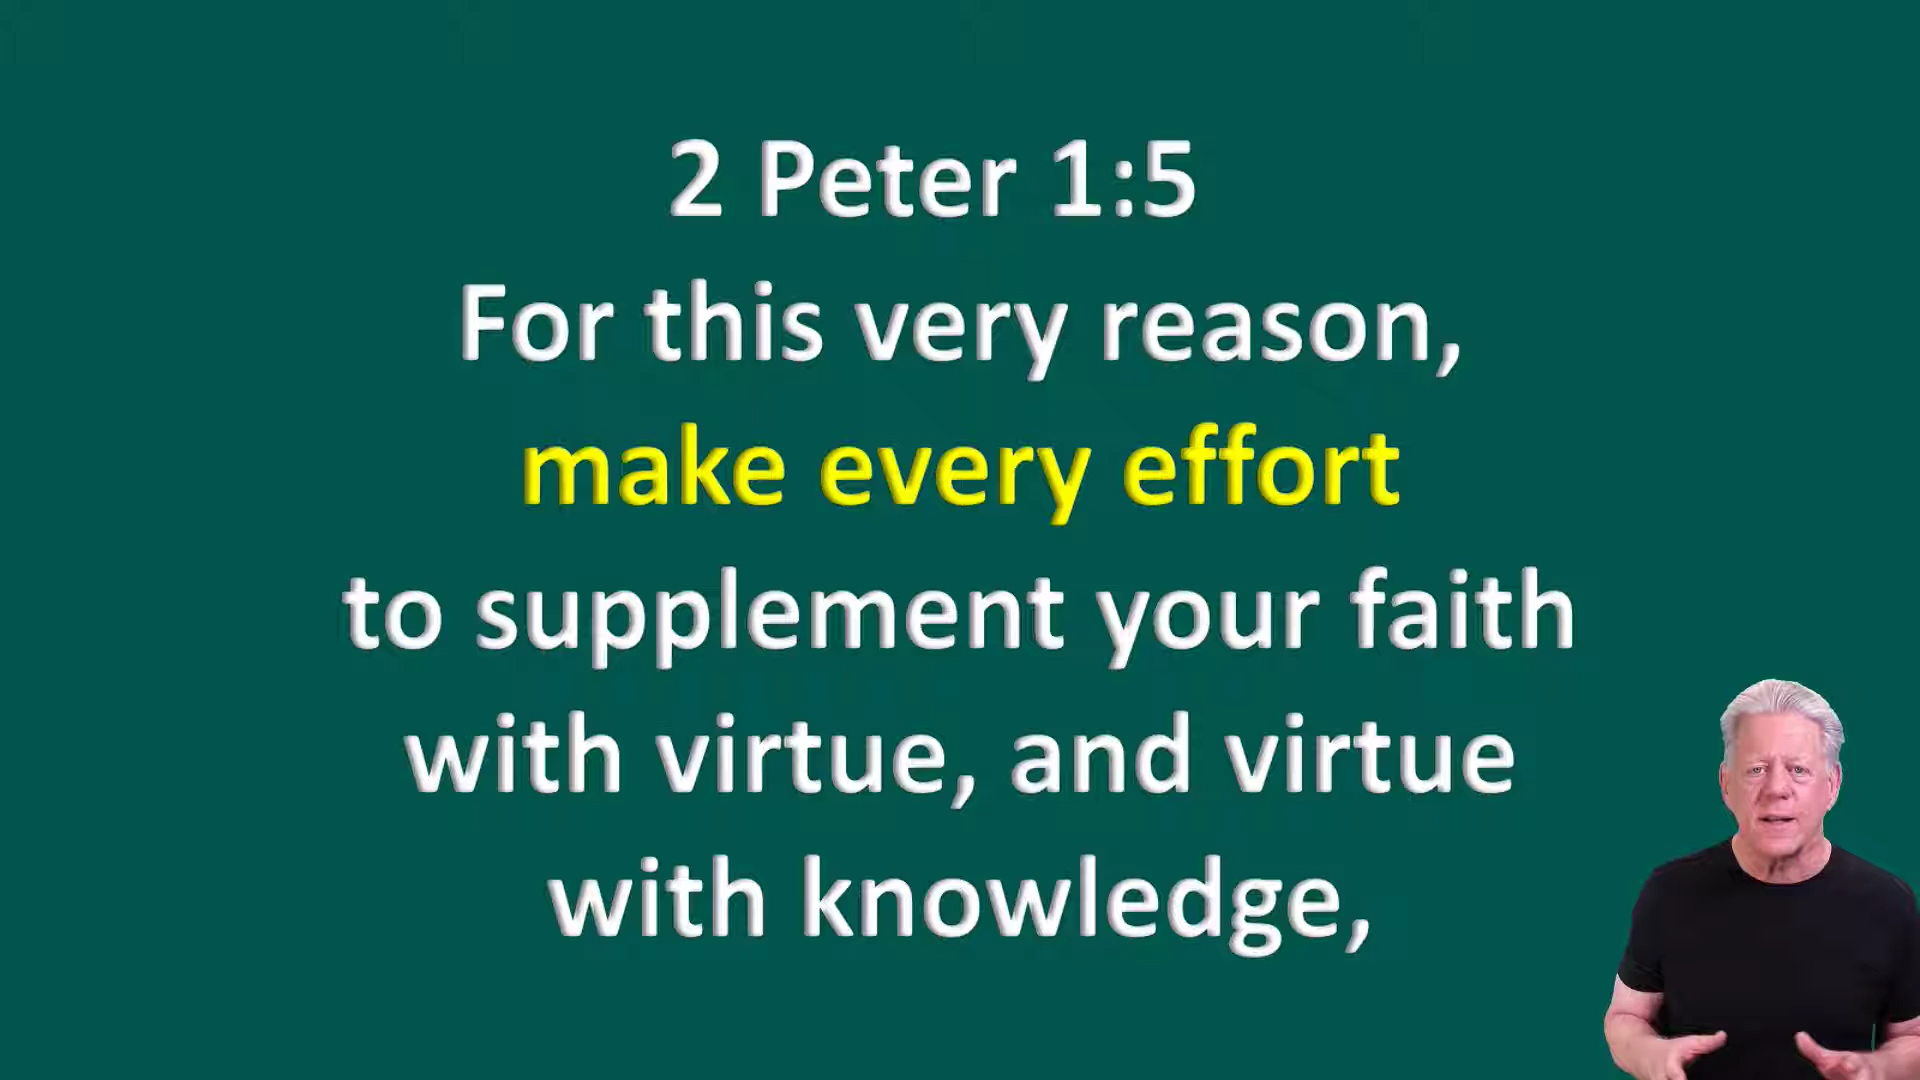 2 Peter 1:5
For this very reason,
make every effort
to supplement your faith
with virtue, and virtue
with knowledge,